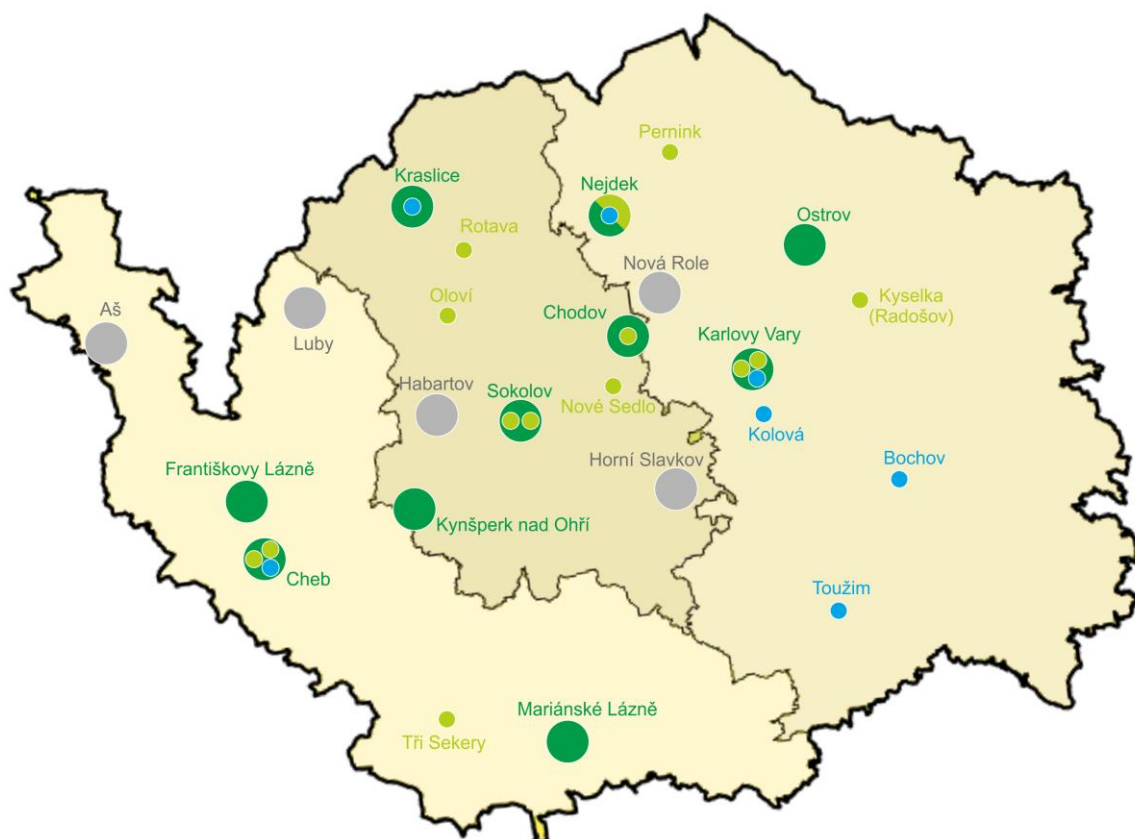 Pernink
Kraslice
Nejdek
Rotava
Ostrov
Nová Role
Aš
Oloví
Kyselka
(Radošov)
Chodov
Luby
Karlovy Vary
Habartov
Sokolov
Nové Sedlo
Kolová
Františkovy Lázně
Horní Slavkov
Bochov
Kynšperk nad Ohří
Cheb
Toužim
Mariánské Lázně
Tři Sekery